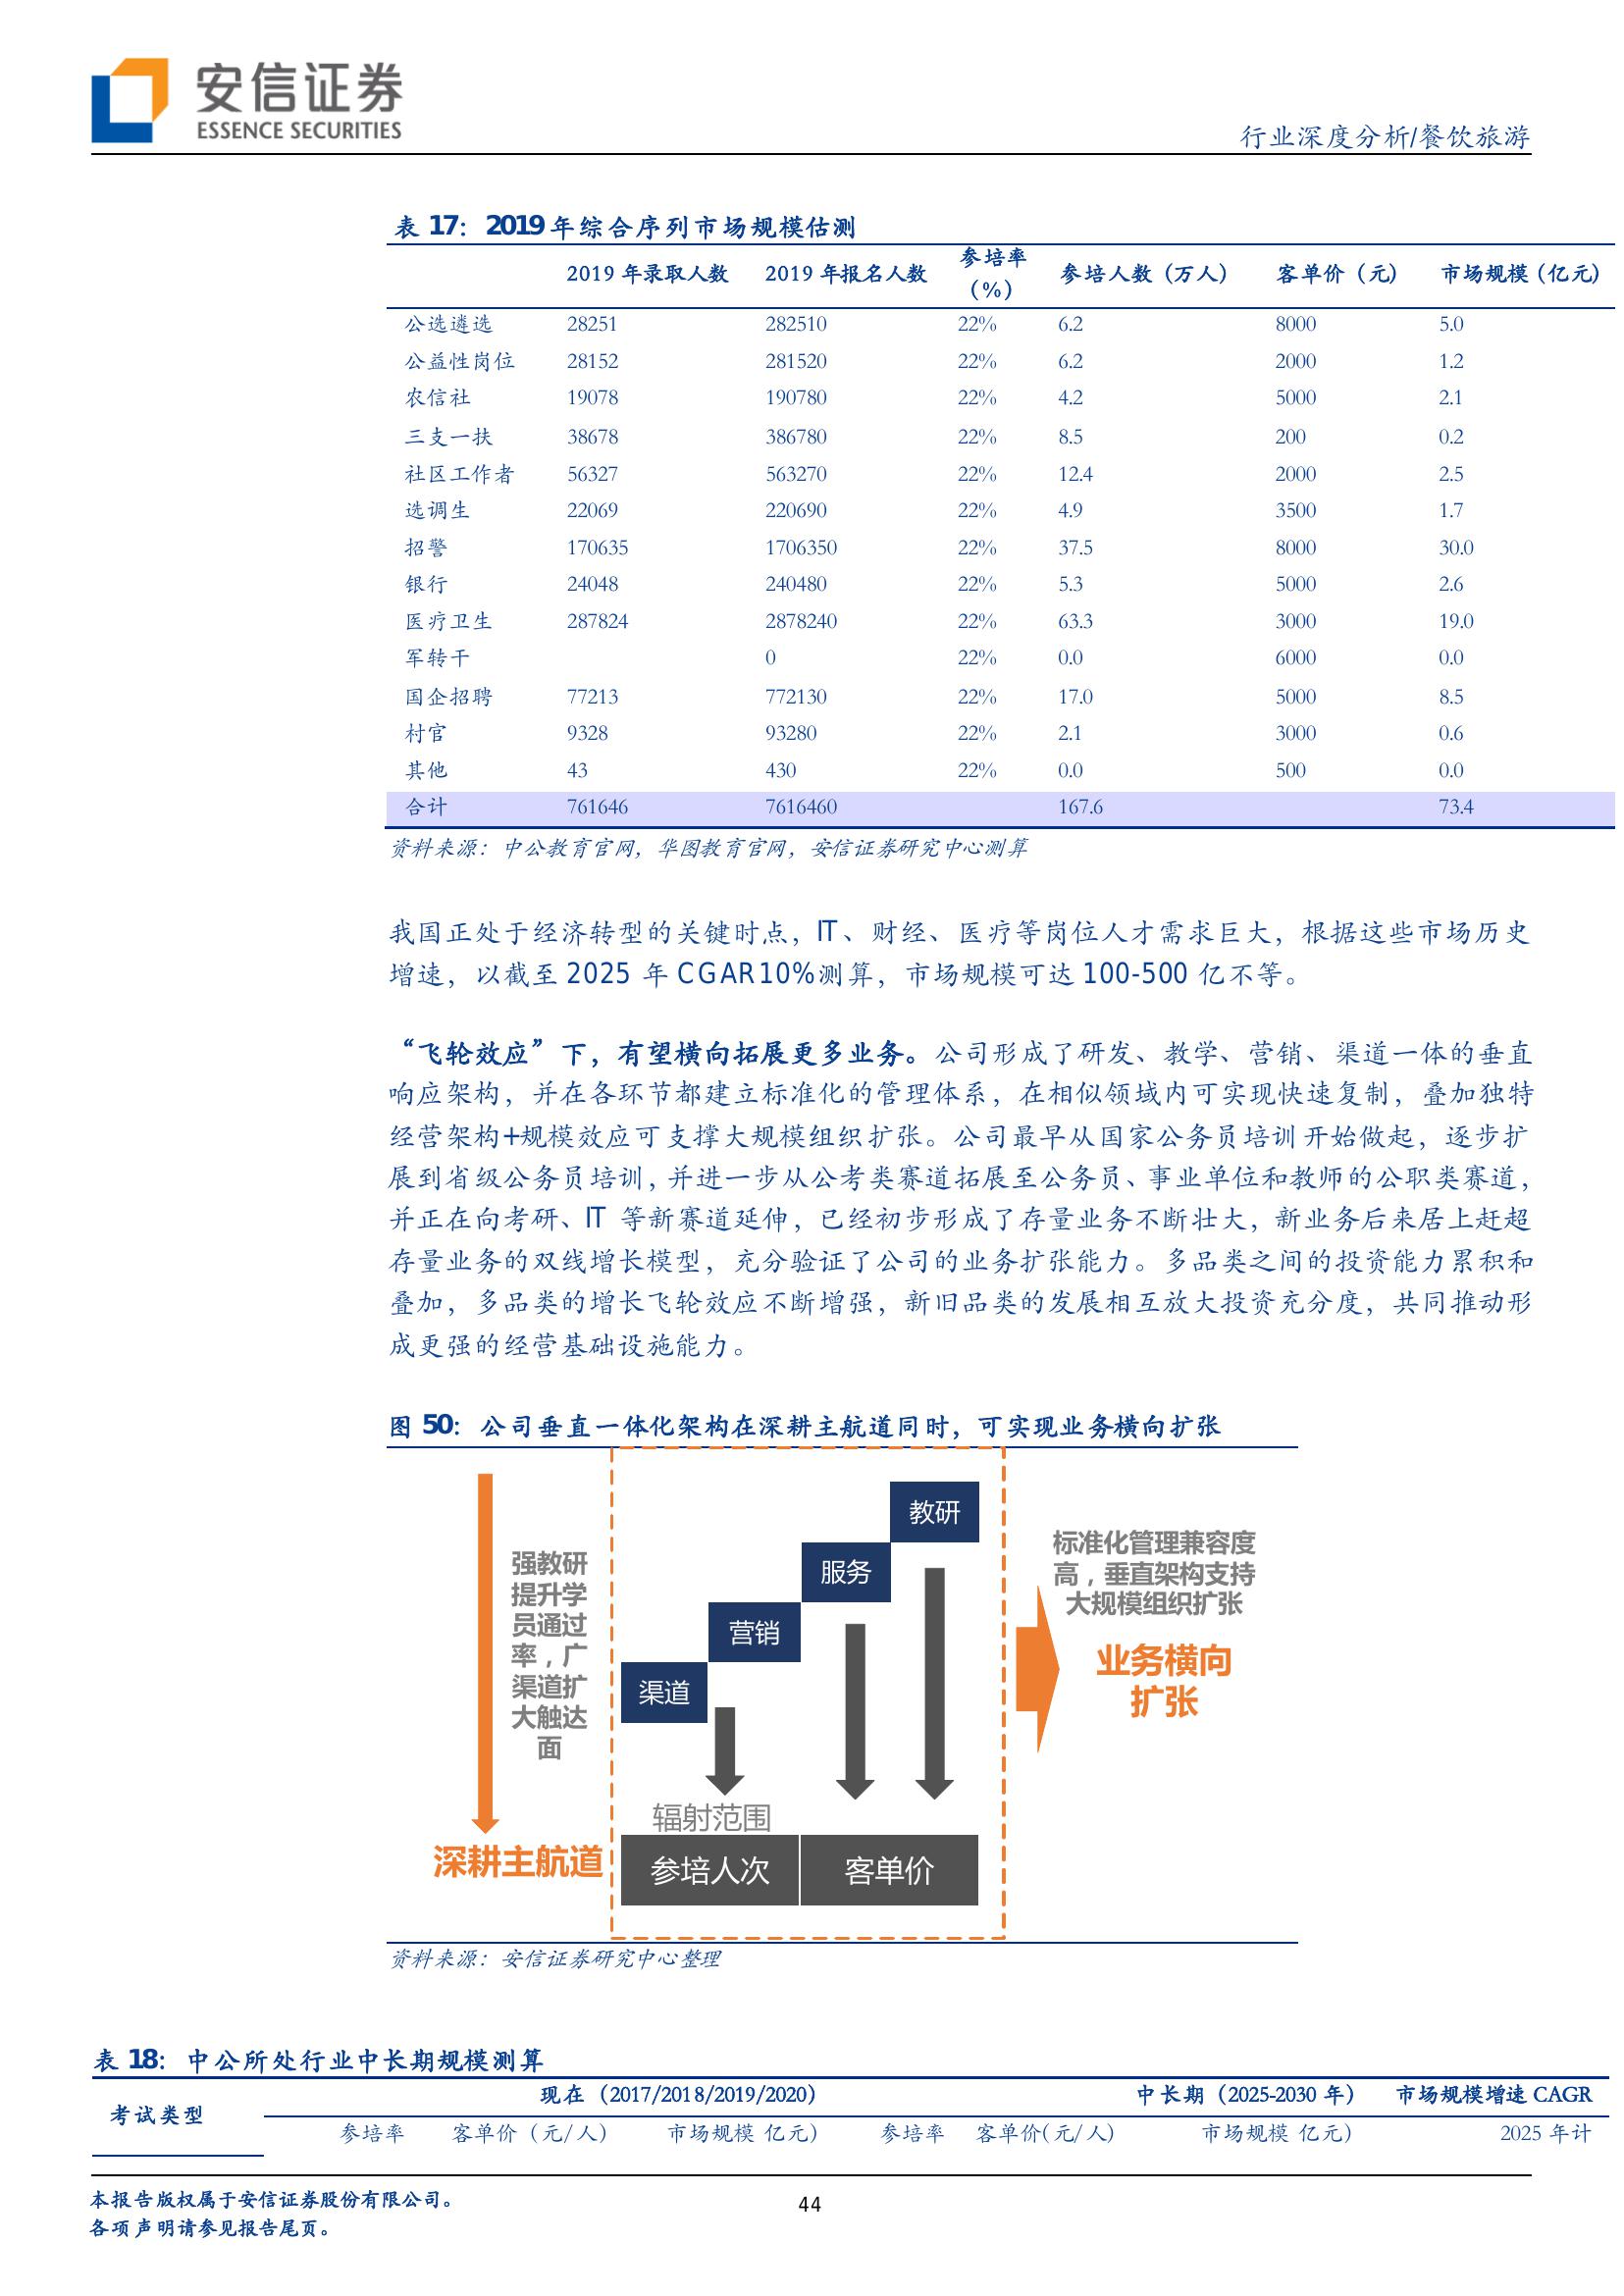 安信证券
ESSENCE SECURITIES
行业深度分析/餐饮旅游
表 17：2019 年综合序列市场规模估测
2019 年录取人数 2019 年报名人数 参培率（%） 参培人数（万人） 客单价（元） 市场规模（亿元）
公选遴选 28251 282510 22% 6.2 8000 5.0
公益性岗位 28152 281520 22% 6.2 2000 1.2
农信社 19078 190780 22% 4.2 5000 2.1
三支一扶 38678 386780 22% 8.5 200 0.2
社区工作者 56327 563270 22% 12.4 2000 2.5
选调生 22069 220690 22% 4.9 3500 1.7
招警 170635 1706350 22% 37.5 8000 30.0
银行 24048 240480 22% 5.3 5000 2.6
医疗卫生 287824 2878240 22% 63.3 3000 19.0
军转干 0 22% 0.0 6000 0.0
国企招聘 77213 772130 22% 17.0 5000 8.5
村官 9328 93280 22% 2.1 3000 0.6
其他 43 430 22% 0.0 500 0.0
合计 761646 7616460 167.6 73.4
资料来源：中公教育官网，华图教育官网，安信证券研究中心测算
我国正处于经济转型的关键时点，IT、财经、医疗等岗位人才需求巨大，根据这些市场历史
增速，以截至 2025 年 CGAR10%测算，市场规模可达 100-500 亿不等。
“飞轮效应”下，有望横向拓展更多业务。公司形成了研发、教学、营销、渠道一体的垂直
响应架构，并在各环节都建立标准化的管理体系，在相似领域内可实现快速复制，叠加独特
经营架构+规模效应可支撑大规模组织扩张。公司最早从国家公务员培训开始做起，逐步扩
展到省级公务员培训，并进一步从公考类赛道拓展至公务员、事业单位和教师的公职类赛道，
并正在向考研、IT 等新赛道延伸，已经初步形成了存量业务不断壮大，新业务后来居上赶超
存量业务的双线增长模型，充分验证了公司的业务扩张能力。多品类之间的投资能力累积和
叠加，多品类的增长飞轮效应不断增强，新旧品类的发展相互放大投资充分度，共同推动形
成更强的经营基础设施能力。
图 50：公司垂直一体化架构在深耕主航道同时，可实现业务横向扩张
强教研
提升学
员通过
率，广
渠道扩
大触达
面
深耕主航道
教研
服务
营销
渠道
辐射范围
参培人次 客单价
标准化管理兼容度
高，垂直架构支持
大规模组织扩张
业务横向
扩张
资料来源：安信证券研究中心整理
表 18：中公所处行业中长期规模测算
考试类型 现在（2017/2018/2019/2020） 中长期（2025-2030 年） 市场规模增速 CAGR
参培率 客单价（元/人） 市场规模 亿元） 参培率 客单价(元/人) 市场规模 亿元） 2025 年计
本报告版权属于安信证券股份有限公司。
各项声明请参见报告尾页。
44